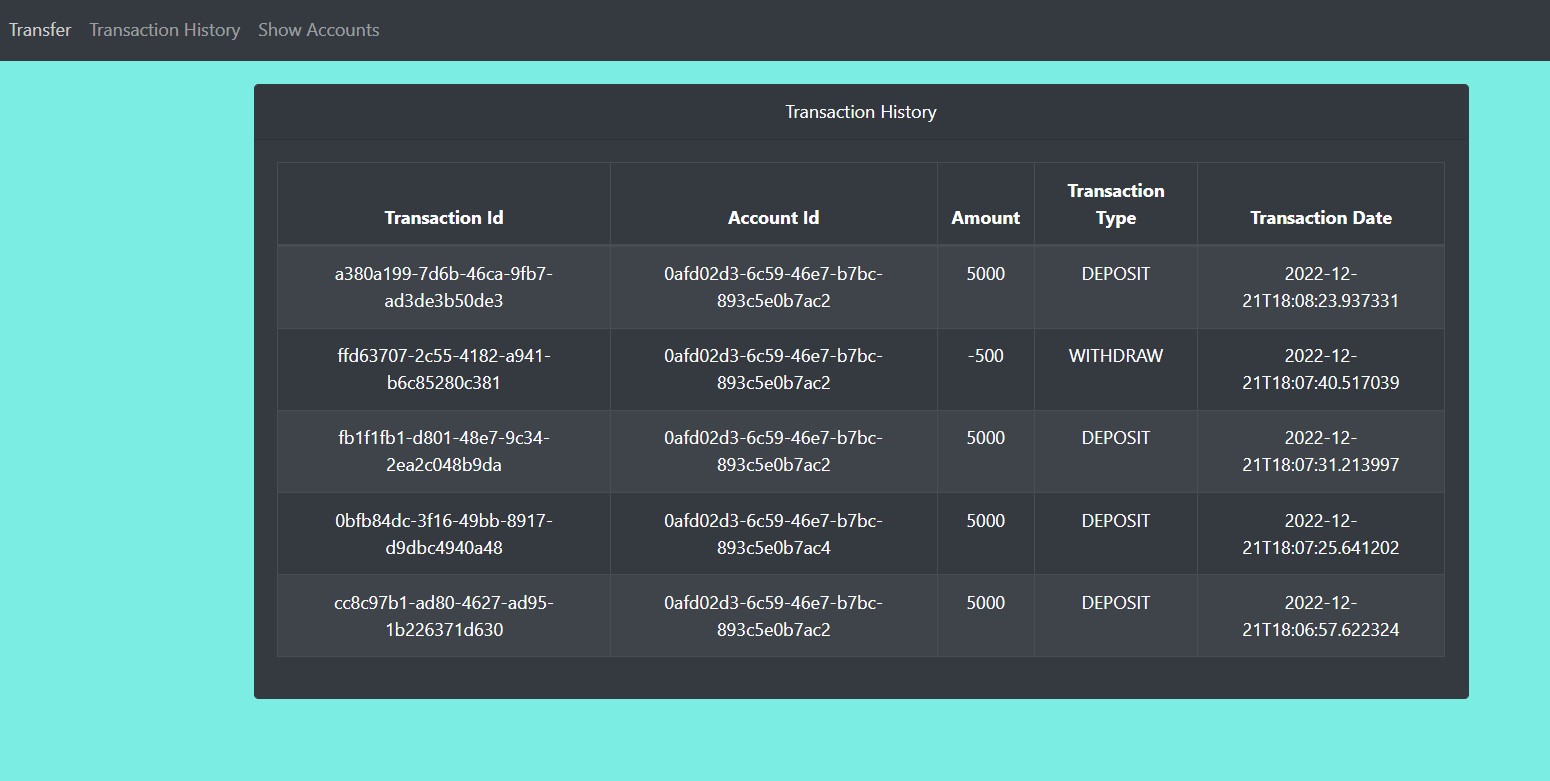 Transfer Transaction History Show Accounts
Transaction History
Transaction Id Account Id Amount Transaction Type Transaction Date
a380a199-7d6b-46ca-9fb7- 0afd02d3-6c59-46e7-b7bc- 5000 DEPOSIT 2022-12-
ad3de3b50de3 893c5e0b7ac2 21T18:08:23.937331
ffd63707-2c55-4182-a941- 0afd02d3-6c59-46e7-b7bc- -500 WITHDRAW 2022-12-
b6c85280c381 893c5e0b7ac2 21T18:07:40.517039
fb1f1fb1-d801-48e7-9c34- 0afd02d3-6c59-46e7-b7bc- 5000 DEPOSIT 2022-12-
2ea2c048b9da 893c5e0b7ac2 21T18:07:31.213997
0bfb84dc-3f16-49bb-8917- 0afd02d3-6c59-46e7-b7bc- 5000 DEPOSIT 2022-12-
d9dbc4940a48 893c5e0b7ac4 21T18:07:25.641202
cc8c97b1-ad80-4627-ad95- 0afd02d3-6c59-46e7-b7bc- 5000 DEPOSIT 2022-12-
1b226371d630 893c5e0b7ac2 21T18:06:57.622324